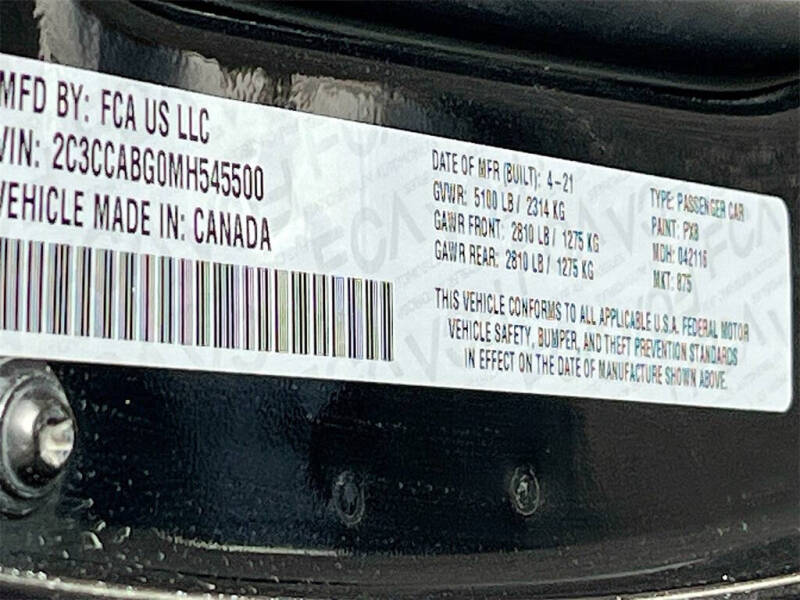 MFD BY: FCA US LLC
VIN: 2C3CCABG0MH545500
VEHICLE MADE IN: CANADA
DATE OF MFR (BUILT): 4-21
GVWR: 5100 LB / 2314 KG
GAWR FRONT: 2810 LB / 1275 KG
GAWR REAR: 2810 LB / 1275 KG
TYPE: PASSENGER CAR
PAINT: PX8
MDH: 042116
MKT: 875
THIS VEHICLE CONFORMS TO ALL APPLICABLE U.S.A. FEDERAL MOTOR
VEHICLE SAFETY, BUMPER, AND THEFT PREVENTION STANDARDS
IN EFFECT ON THE DATE OF MANUFACTURE SHOWN ABOVE.